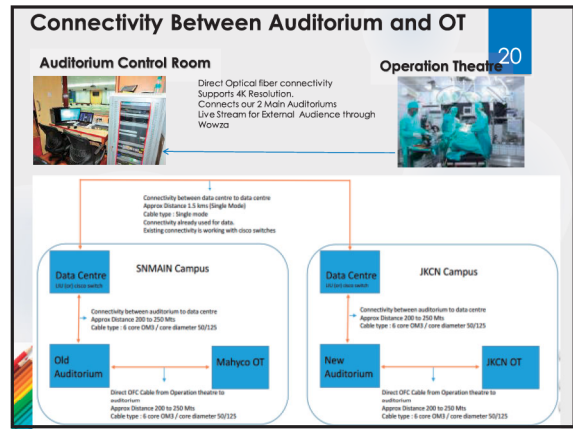 Connectivity Between Auditorium and OT
20
Auditorium Control Room
Operation Theatre
Direct Optical fiber connectivity
Supports 4K Resolution.
Connects our 2 Main Auditoriums
Live Stream for External Audience through
Wowza
Connectivity between data centre to data centre
Approx Distance 1.5 kms (Single Mode)
Cable type : Single mode
Connectivity already used for data.
Existing connectivity is working with cisco switches
SNMAIN Campus
Data Centre
LIU (or) cisco switch
Connectivity between auditorium to data centre
Approx Distance 200 to 250 Mts
Cable type : 6 core OM3 / core diameter 50/125
Old
Auditorium
Mahyco OT
Direct OFC Cable from Operation theatre to
auditorium
Approx Distance 200 to 250 Mts
Cable type : 6 core OM3 / core diameter 50/125
JKCN Campus
Data Centre
LIU (or) cisco switch
Connectivity between auditorium to data centre
Approx Distance 200 to 250 Mts
Cable type : 6 core OM3 / core diameter 50/125
New
Auditorium
JKCN OT
Direct OFC Cable from Operation theatre to
auditorium
Approx Distance 200 to 250 Mts
Cable type : 6 core OM3 / core diameter 50/125